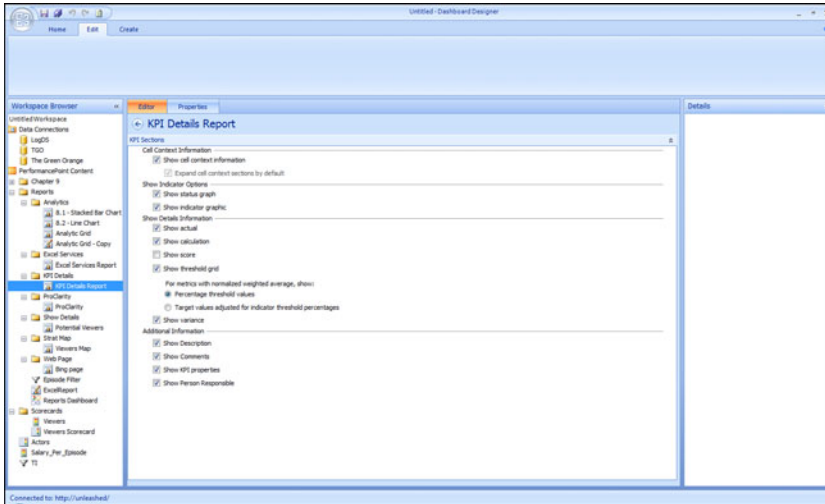 Untitled - Dashboard Designer
Home Edit Create
Workspace Browser «
Untitled Workspace
Data Connections
LogDS
TGO
The Green Orange
PerformancePoint Content
Chapter 9
Reports
Analytics
8.1 - Stacked Bar Chart
8.2 - Line Chart
Analytic Grid
Analytic Grid - Copy
Excel Services
Excel Services Report
KPI Details
KPI Details Report
ProClarity
ProClarity
Show Details
Potential Viewers
Strat Map
Viewers Map
Web Page
Bing page
Episode Filter
ExcelReport
Reports Dashboard
Scorecards
Viewers
Viewers Scorecard
Actors
Salary_Per_Episode
TI
Editor Properties
KPI Details Report
KPI Sections
Cell Context Information
Show cell context information
Expand cell context sections by default
Show Indicator Options
Show status graph
Show indicator graphic
Show Details Information
Show actual
Show calculation
Show score
Show threshold grid
For metrics with normalized weighted average, show:
Percentage threshold values
Target values adjusted for indicator threshold percentages
Show variance
Additional Information
Show Description
Show Comments
Show KPI properties
Show Person Responsible
Details
Connected to: http://unleashed/